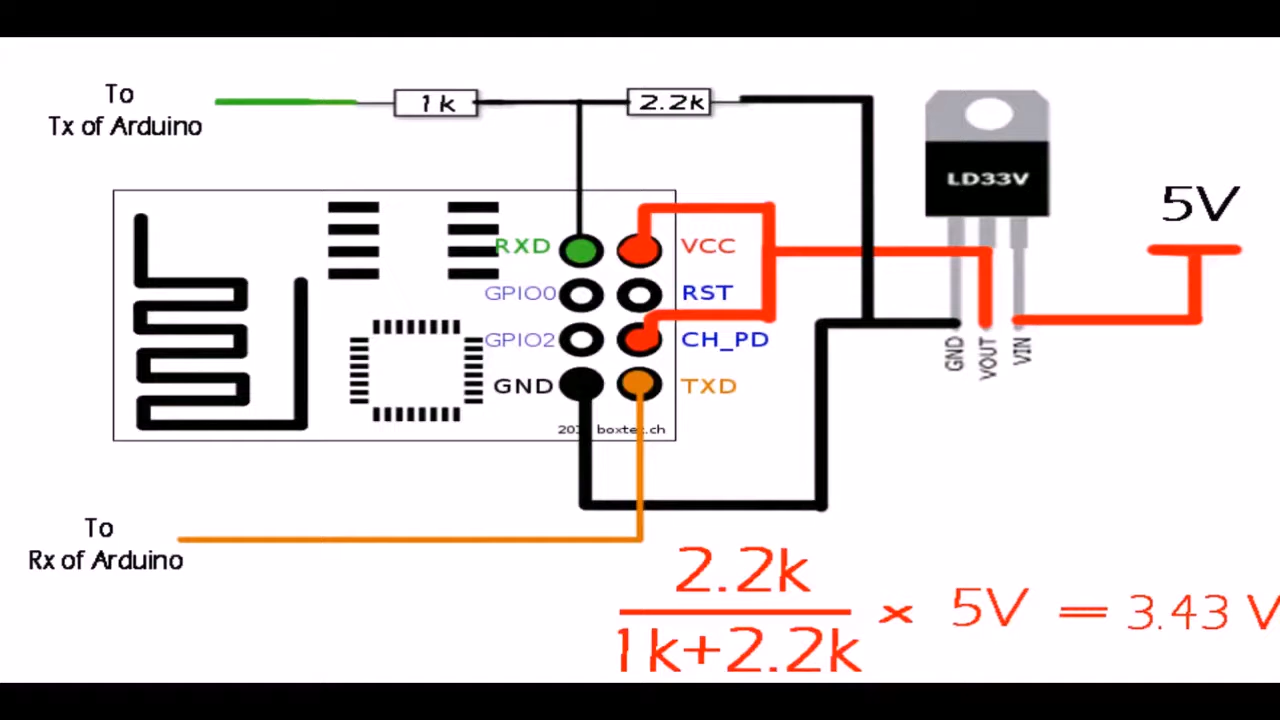 To
Tx of Arduino
1k
2.2k
LD33V
5V
RXD
VCC
GPIO0
RST
GPIO2
CH_PD
GND
TXD
boxtec.ch
GND
VOUT
VIN
To
Rx of Arduino
2.2k
1k+2.2k
× 5V = 3.43 V